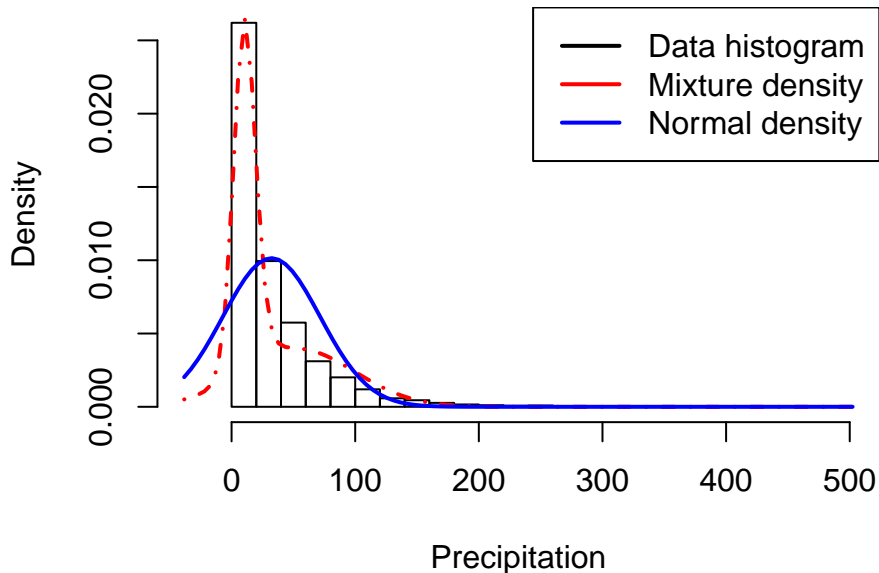 Data histogram
Mixture density
Normal density
Density
0.020
0.010
0.000
0
100
200
300
400
500
Precipitation